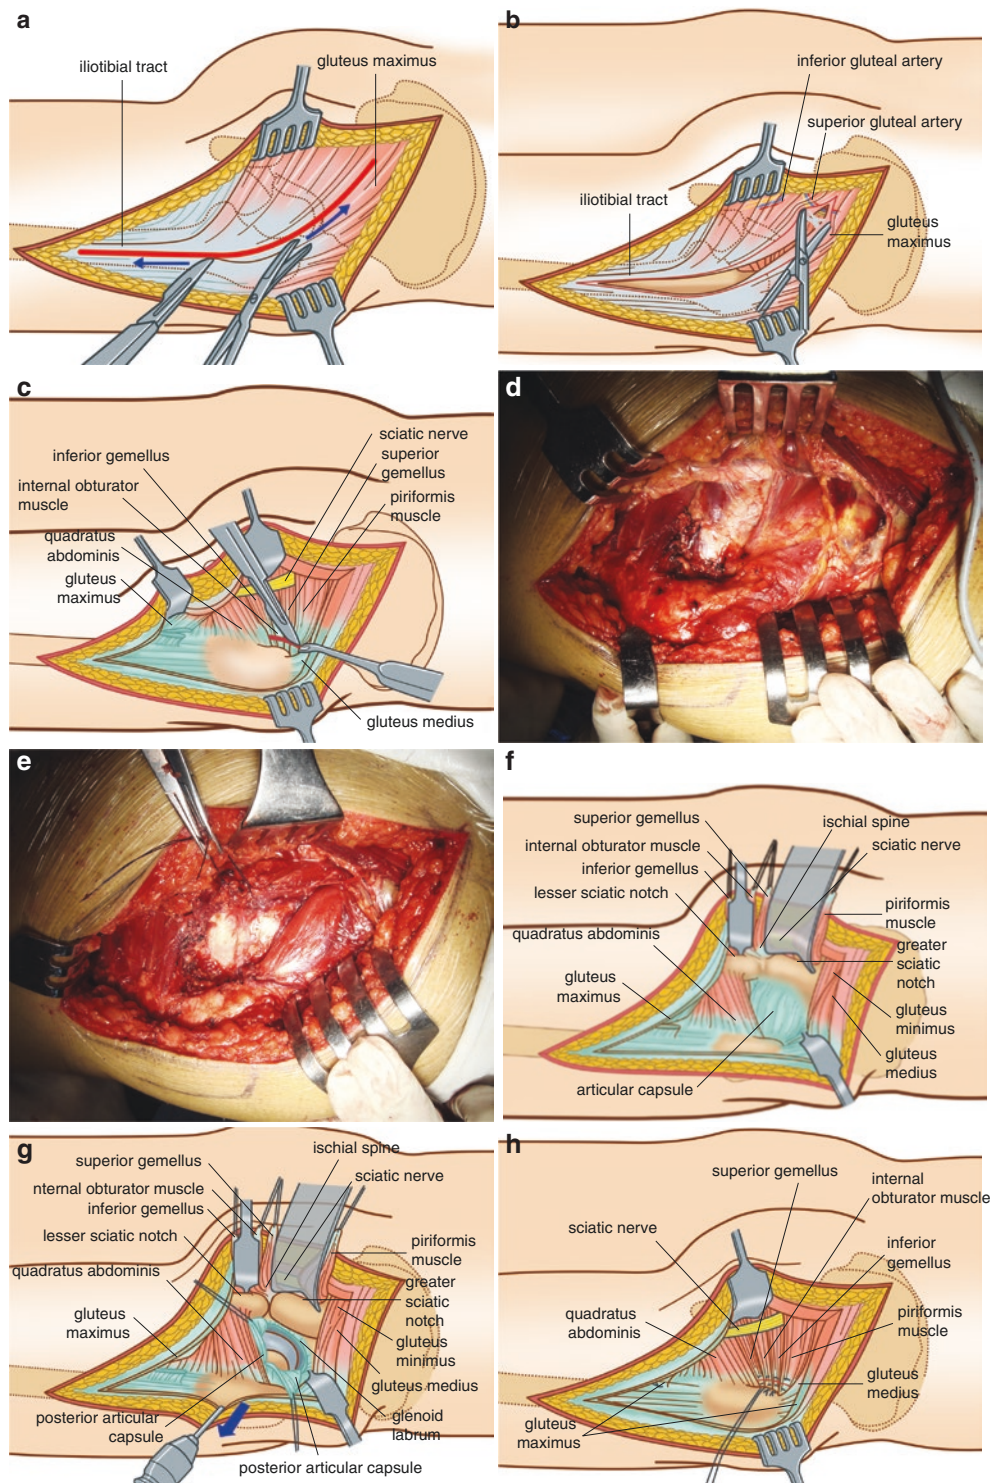 a
iliotibial tract
gluteus maximus
b
inferior gluteal artery
superior gluteal artery
iliotibial tract
gluteus
maximus
c
sciatic nerve
inferior gemellus
superior
gemellus
internal obturator
muscle
piriformis
muscle
quadratus
abdominis
gluteus
maximus
gluteus medius
d
e
f
superior gemellus
ischial spine
internal obturator muscle
sciatic nerve
inferior gemellus
lesser sciatic notch
piriformis
muscle
quadratus abdominis
greater
sciatic
notch
gluteus
maximus
gluteus
minimus
gluteus
medius
articular capsule
g
ischial spine
superior gemellus
sciatic nerve
nternal obturator muscle
inferior gemellus
lesser sciatic notch
piriformis
muscle
quadratus abdominis
greater
sciatic
notch
gluteus
maximus
gluteus
minimus
gluteus medius
posterior articular
capsule
glenoid
labrum
posterior articular capsule
h
superior gemellus
internal
obturator muscle
sciatic nerve
inferior
gemellus
quadratus
abdominis
piriformis
muscle
gluteus
medius
gluteus
maximus